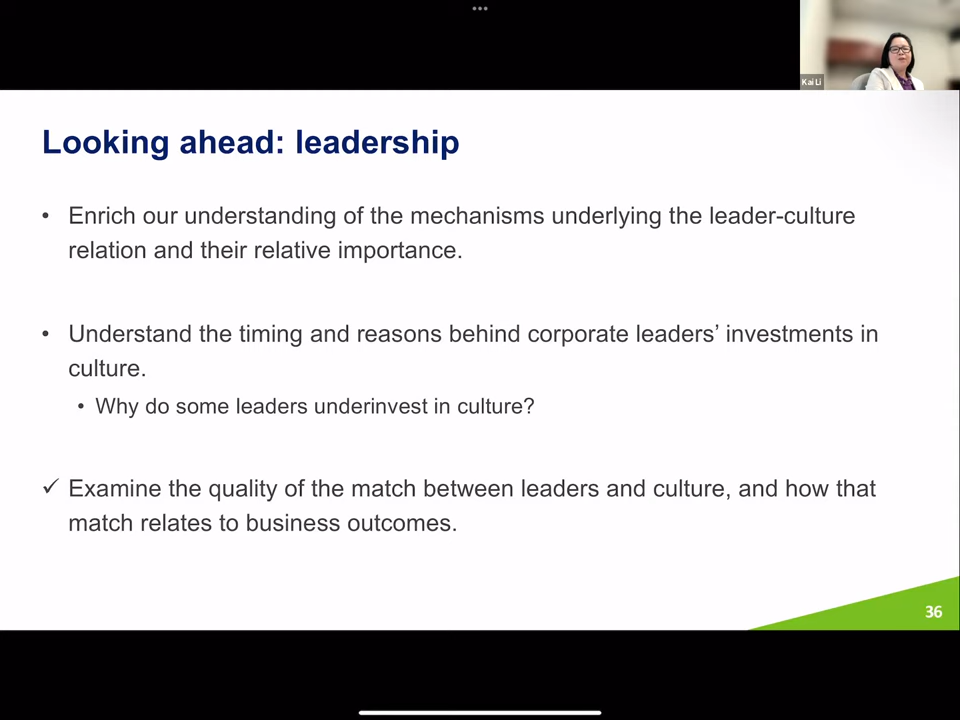 Kai Li
Looking ahead: leadership
• Enrich our understanding of the mechanisms underlying the leader-culture
relation and their relative importance.
• Understand the timing and reasons behind corporate leaders’ investments in
culture.
• Why do some leaders underinvest in culture?
✓ Examine the quality of the match between leaders and culture, and how that
match relates to business outcomes.
36